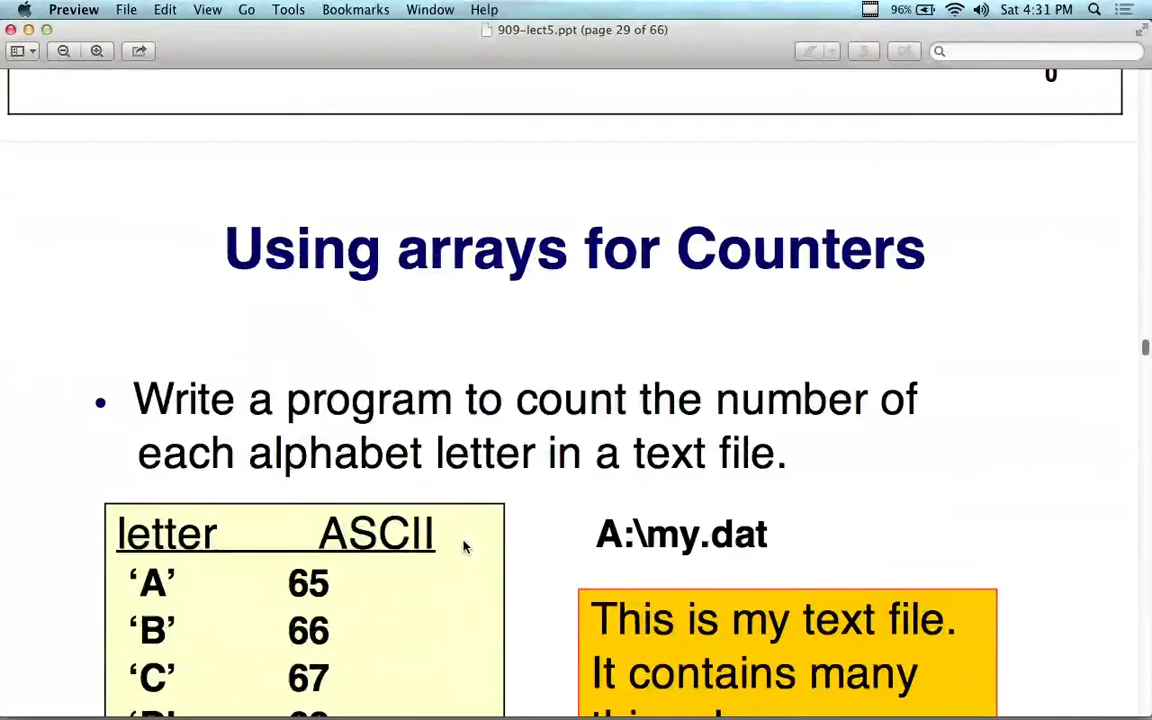 Preview File Edit View Go Tools Bookmarks Window Help 96% Sat 4:31 PM
909-lect5.ppt (page 29 of 66)
0
Using arrays for Counters
• Write a program to count the number of
each alphabet letter in a text file.
letter ASCII
A:\my.dat
‘A’ 65
‘B’ 66
‘C’ 67
This is my text file.
It contains many